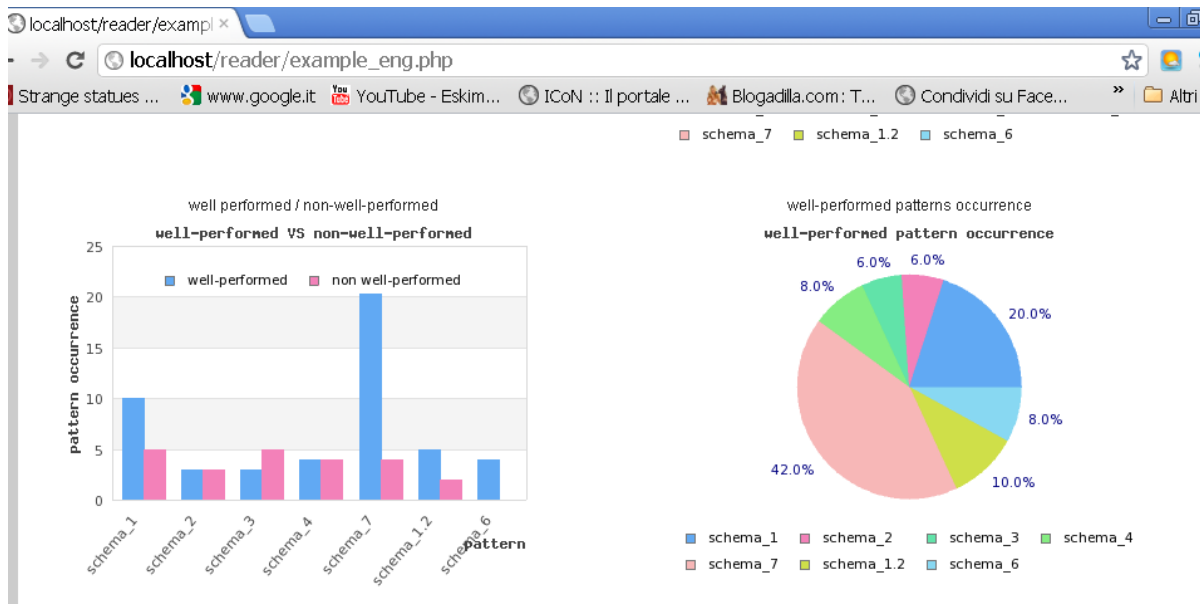 localhost/reader/exampl
localhost/reader/example_eng.php
Strange statues ... www.google.it YouTube - Eskim... ICoN :: Il portale ... Blogadilla.com: T... Condividi su Face... » Altri
schema_7 schema_1.2 schema_6
well performed / non-well-performed
well-performed VS non-well-performed
25
well-performed non well-performed
20
15
10
5
0
pattern occurrence
schema_1 schema_2 schema_3 schema_4 schema_7 schema_1.2 schema_6
pattern
well-performed patterns occurrence
well-performed pattern occurrence
6.0% 6.0%
8.0%
20.0%
8.0%
42.0%
10.0%
schema_1 schema_2 schema_3 schema_4
schema_7 schema_1.2 schema_6